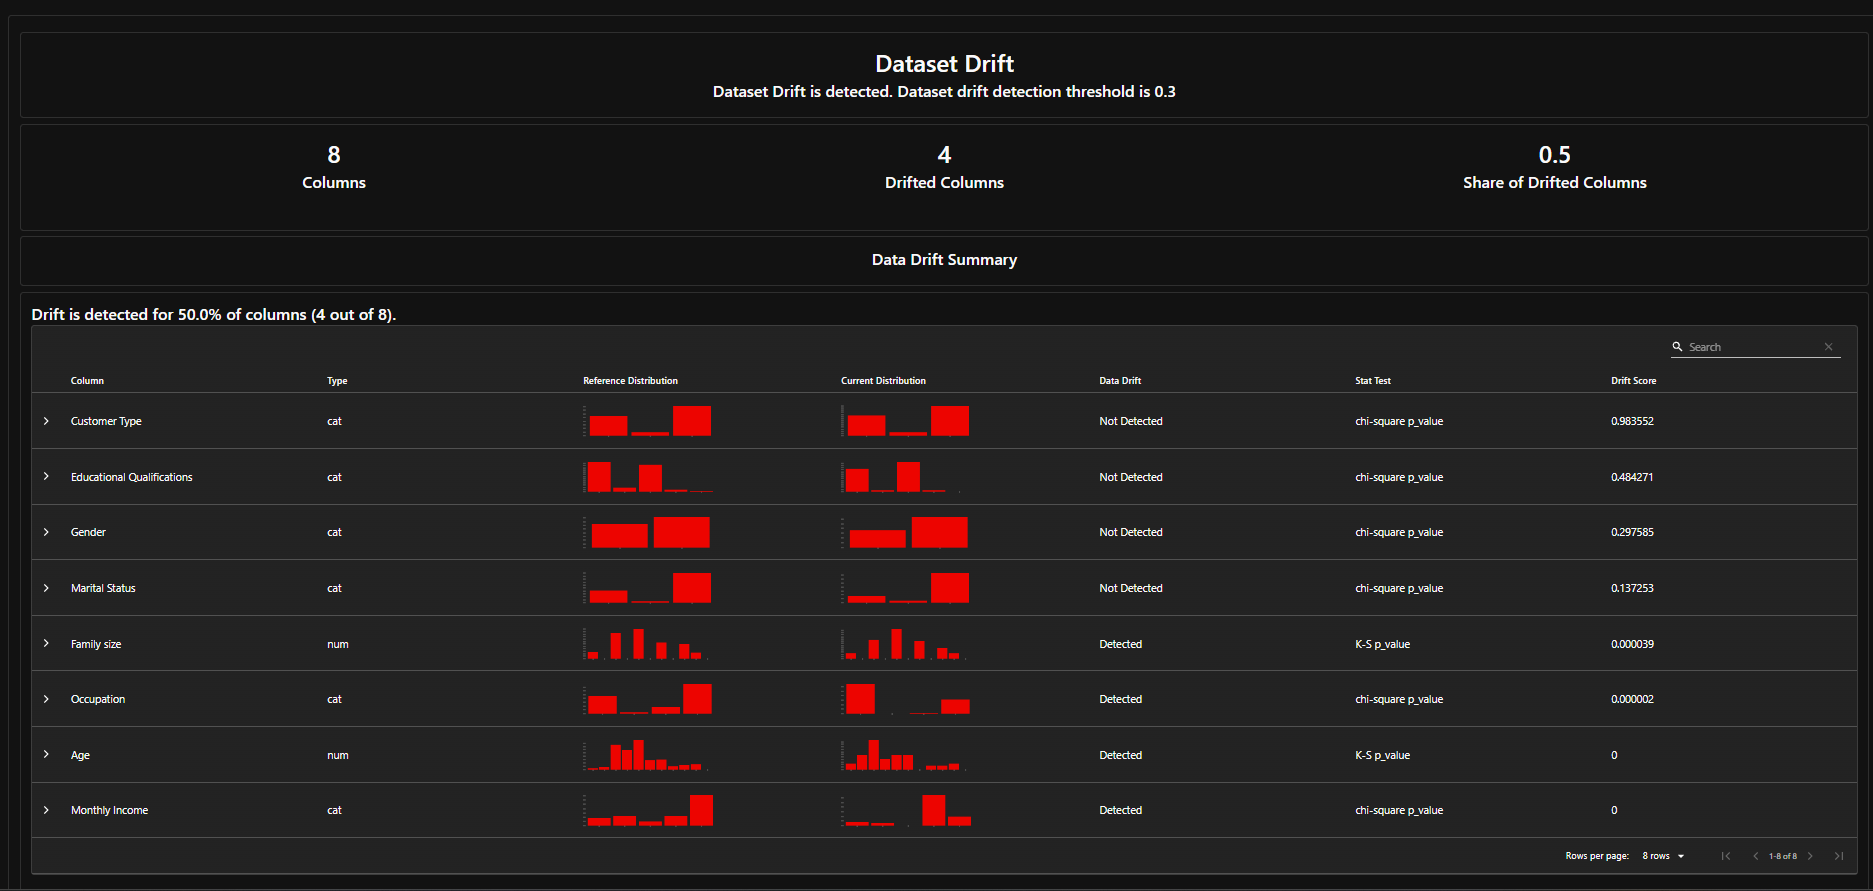 Dataset Drift
Dataset Drift is detected. Dataset drift detection threshold is 0.3
8
Columns
4
Drifted Columns
0.5
Share of Drifted Columns
Data Drift Summary
Drift is detected for 50.0% of columns (4 out of 8).
Search
Column Type Reference Distribution Current Distribution Data Drift Stat Test Drift Score
Customer Type cat Not Detected chi-square p_value 0.983552
Educational Qualifications cat Not Detected chi-square p_value 0.484271
Gender cat Not Detected chi-square p_value 0.297585
Marital Status cat Not Detected chi-square p_value 0.137253
Family size num Detected K-S p_value 0.000039
Occupation cat Detected chi-square p_value 0.000002
Age num Detected K-S p_value 0
Monthly Income cat Detected chi-square p_value 0
Rows per page: 8 rows 1-8 of 8